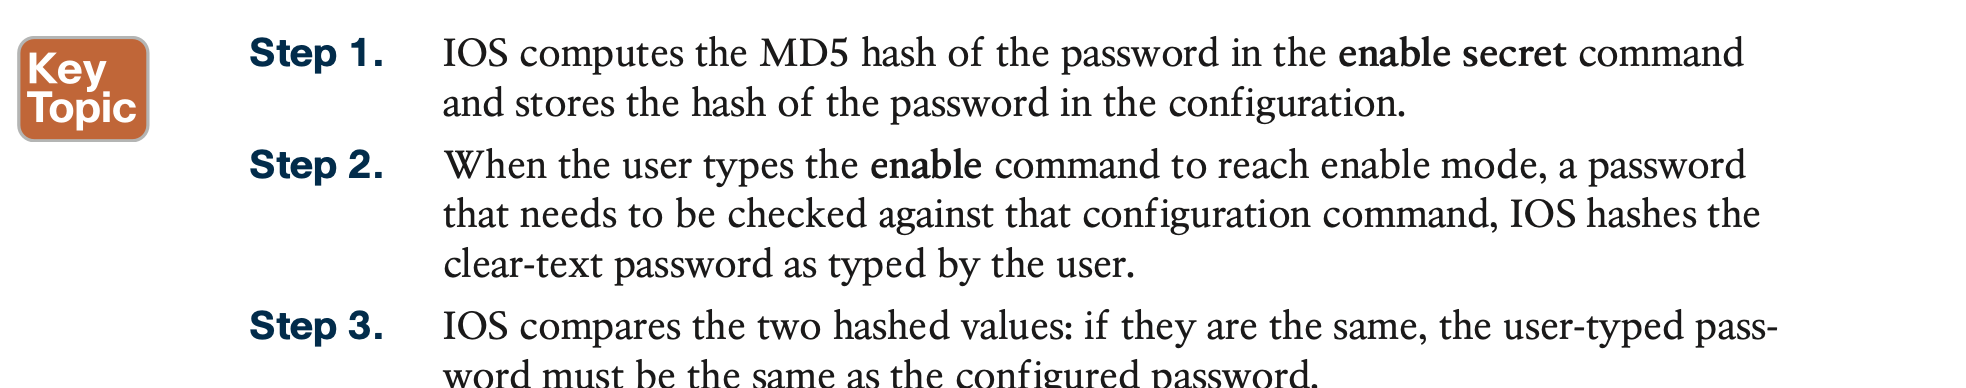 Key
Topic
Step 1. IOS computes the MD5 hash of the password in the enable secret command
and stores the hash of the password in the configuration.
Step 2. When the user types the enable command to reach enable mode, a password
that needs to be checked against that configuration command, IOS hashes the
clear-text password as typed by the user.
Step 3. IOS compares the two hashed values: if they are the same, the user-typed pass-
word must be the same as the configured password.